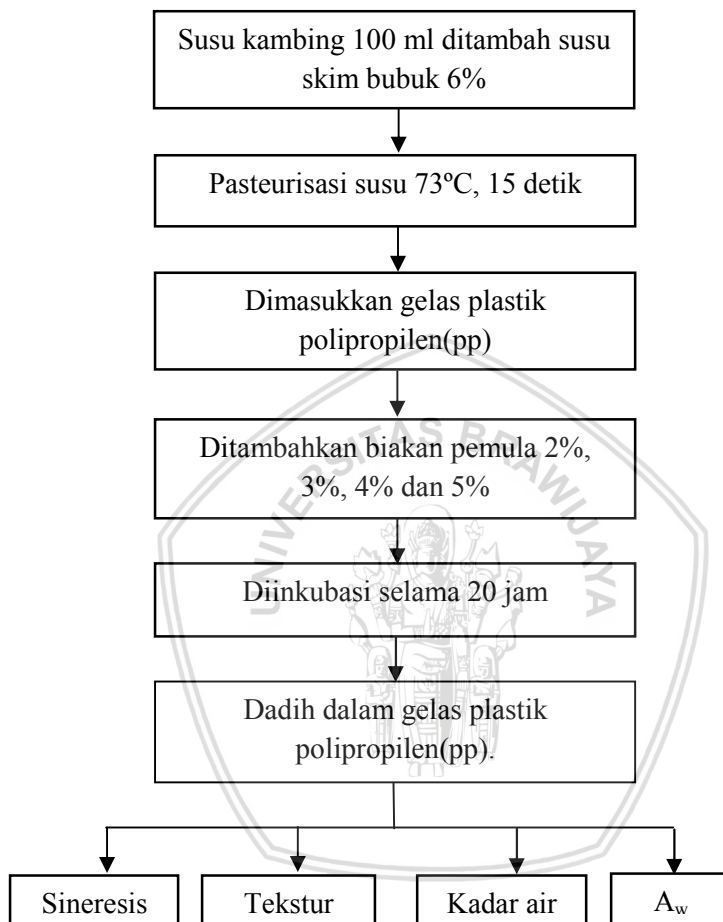 Susu kambing 100 ml ditambah susu
skim bubuk 6%
Pasteurisasi susu 73ºC, 15 detik
Dimasukkan gelas plastik
polipropilen(pp)
Ditambahkan biakan pemula 2%,
3%, 4% dan 5%
Diinkubasi selama 20 jam
Dadih dalam gelas plastik
polipropilen(pp).
Sineresis
Tekstur
Kadar air
Aw
UNIVERSITAS BRAWIJAYA